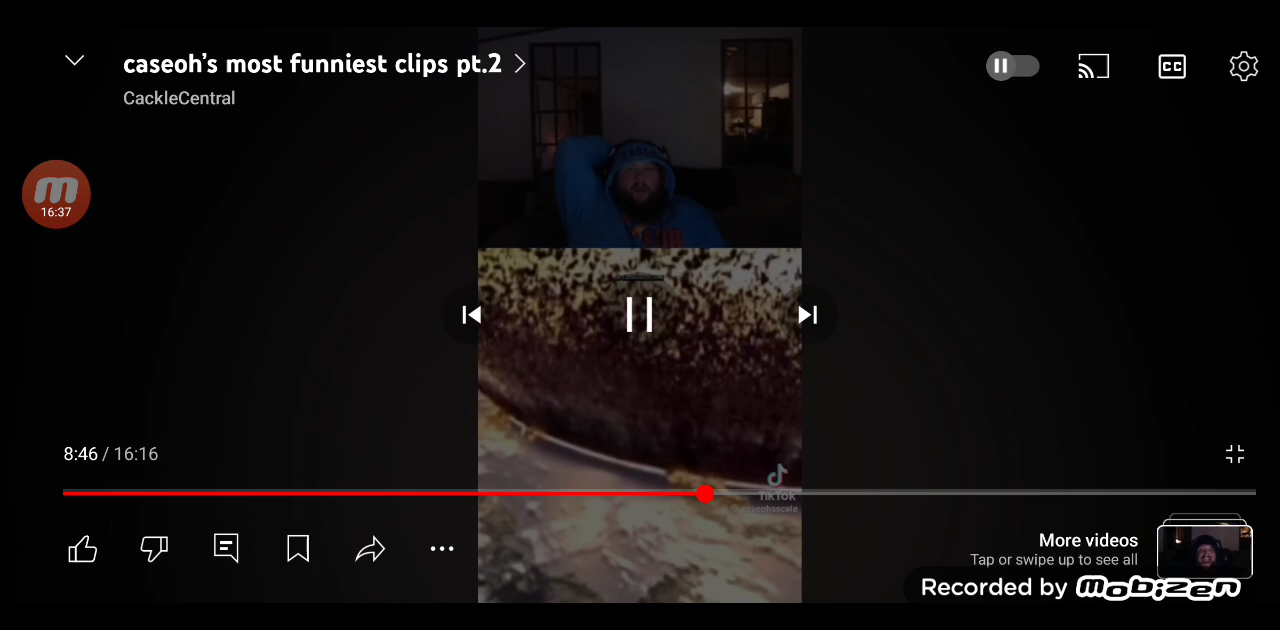 caseoh's most funniest clips pt.2
CackleCentral
CC
m
16:37
8:46 / 16:16
TikTok
More videos
Tap or swipe up to see all
Recorded by mobizen